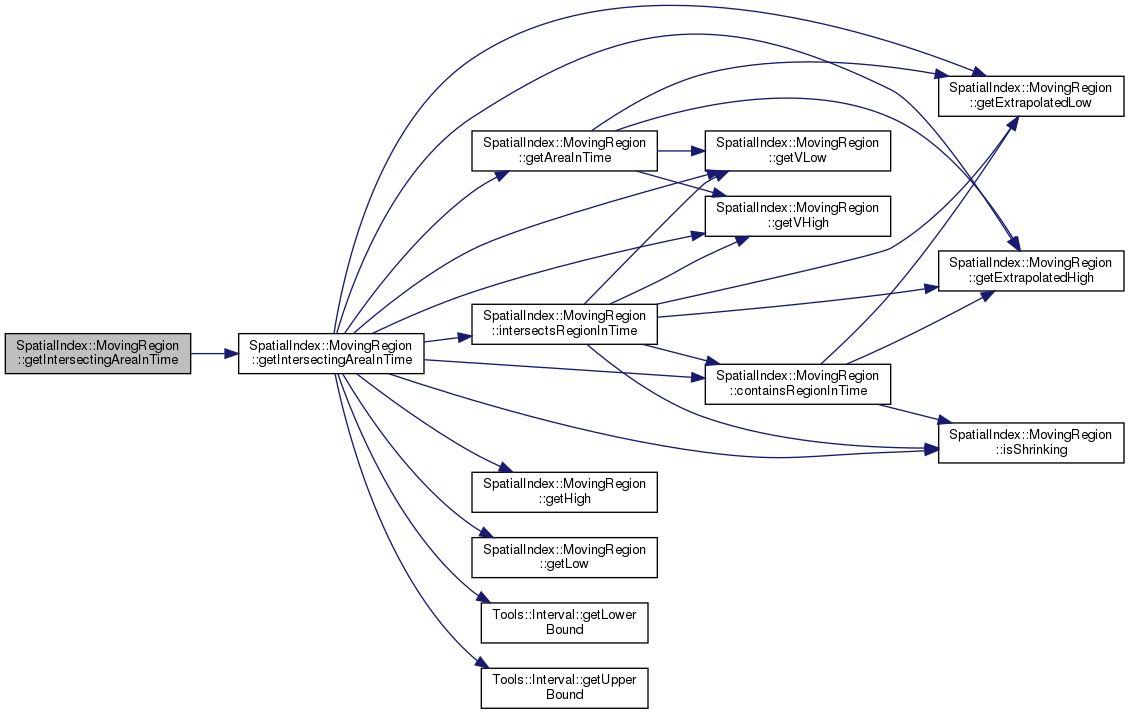 SpatialIndex::MovingRegion
::getIntersectingAreaInTime
SpatialIndex::MovingRegion
::getIntersectingAreaInTime
SpatialIndex::MovingRegion
::getAreaInTime
SpatialIndex::MovingRegion
::intersectsRegionInTime
SpatialIndex::MovingRegion
::getHigh
SpatialIndex::MovingRegion
::getLow
Tools::Interval::getLower
Bound
Tools::Interval::getUpper
Bound
SpatialIndex::MovingRegion
::getVLow
SpatialIndex::MovingRegion
::getVHigh
SpatialIndex::MovingRegion
::containsRegionInTime
SpatialIndex::MovingRegion
::getExtrapolatedLow
SpatialIndex::MovingRegion
::getExtrapolatedHigh
SpatialIndex::MovingRegion
::isShrinking